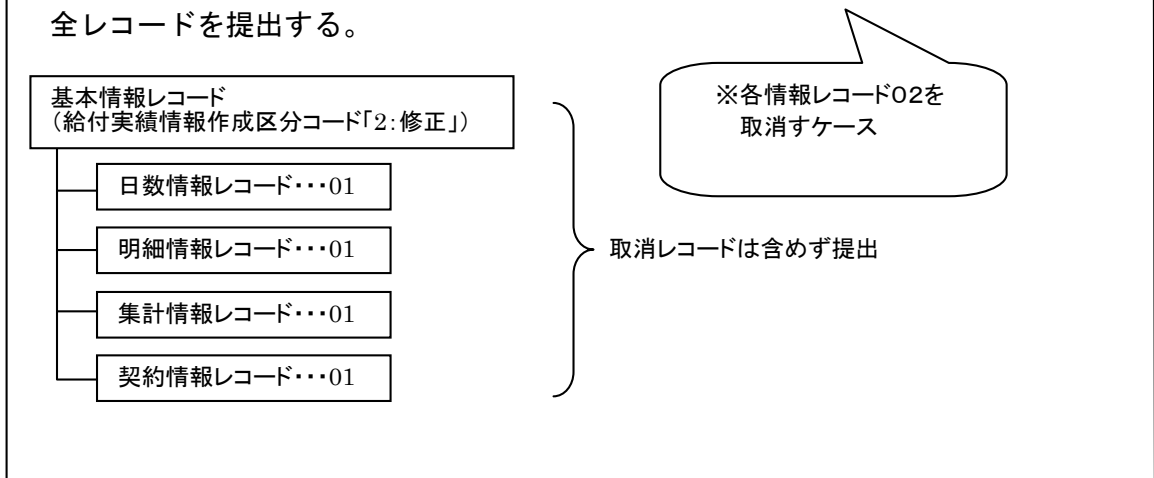 全レコードを提出する。
基本情報レコード
(給付実績情報作成区分コード「2:修正」)
※各情報レコード02を
取消すケース
日数情報レコード・・・01
明細情報レコード・・・01
取消レコードは含めず提出
集計情報レコード・・・01
契約情報レコード・・・01